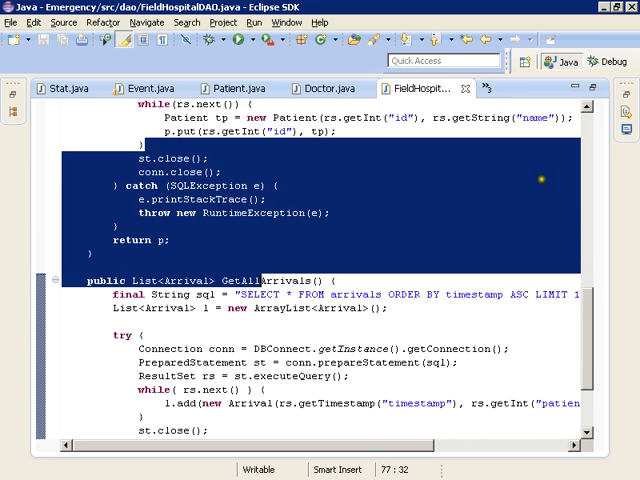 Java - Emergency/src/dao/FieldHospitalDAO.java - Eclipse SDK
File Edit Source Refactor Navigate Search Project Run Window Help
Quick Access
Java Debug
Stat.java Event.java Patient.java Doctor.java FieldHospit... »3
while(rs.next()) {
Patient tp = new Patient(rs.getInt("id"), rs.getString("name"));
p.put(rs.getInt("id"), tp);
}
st.close();
conn.close();
} catch (SQLException e) {
e.printStackTrace();
throw new RuntimeException(e);
}
return p;
}
public List<Arrival> GetAllArrivals() {
final String sql = "SELECT * FROM arrivals ORDER BY timestamp ASC LIMIT 1
List<Arrival> l = new ArrayList<Arrival>();
try {
Connection conn = DBConnect.getInstance().getConnection();
PreparedStatement st = conn.prepareStatement(sql);
ResultSet rs = st.executeQuery();
while( rs.next() ) {
l.add(new Arrival(rs.getTimestamp("timestamp"), rs.getInt("patien
}
st.close();
Writable Smart Insert 77 : 32